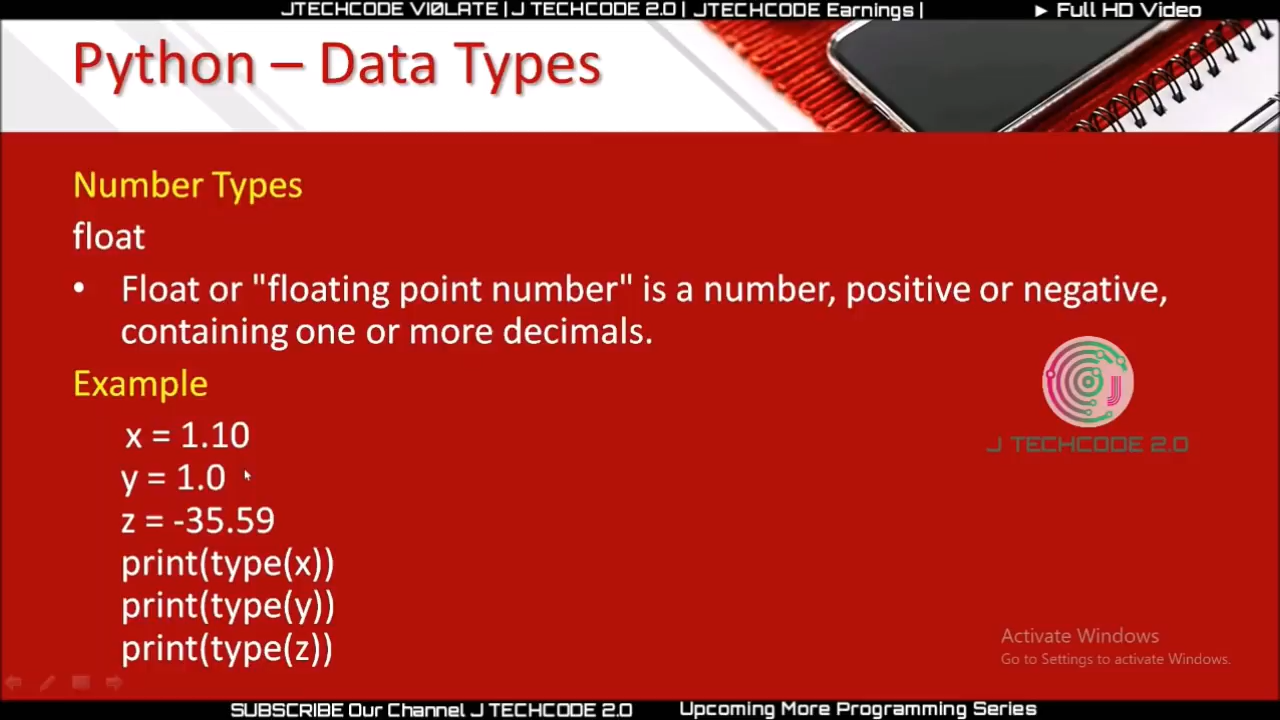 JTECHCODE VI0LATE | J TECHCODE 2.0 | JTECHCODE Earnings |
► Full HD Video
Python – Data Types
Number Types
float
• Float or "floating point number" is a number, positive or negative,
containing one or more decimals.
Example
x = 1.10
y = 1.0
z = -35.59
print(type(x))
print(type(y))
print(type(z))
J
J TECHCODE 2.0
Activate Windows
Go to Settings to activate Windows.
SUBSCRIBE Our Channel J TECHCODE 2.0
Upcoming More Programming Series